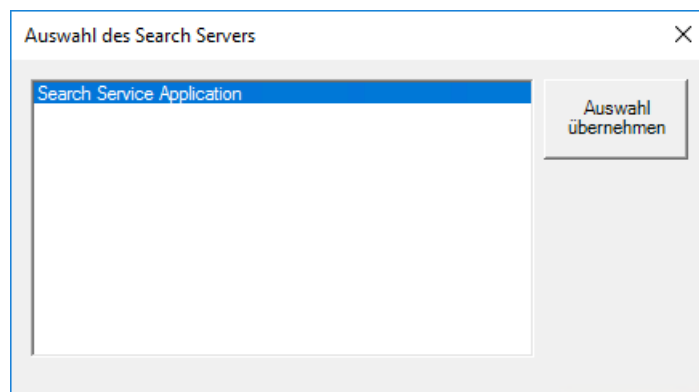 Auswahl des Search Servers
Search Service Application
Auswahl
übernehmen